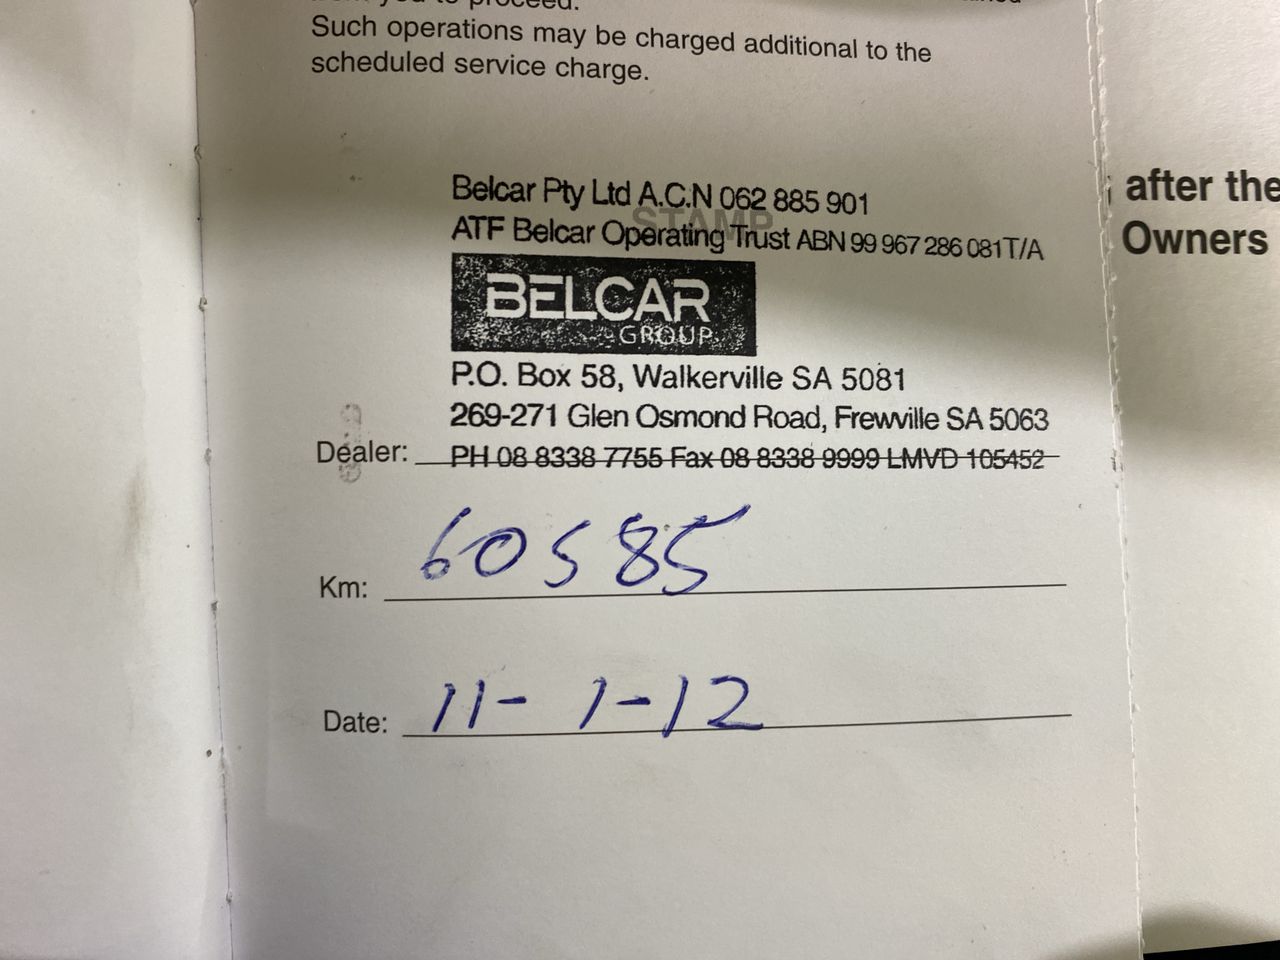 to proceed.
Such operations may be charged additional to the
scheduled service charge.
Belcar Pty Ltd A.C.N 062 885 901
STAMP
ATF Belcar Operating Trust ABN 99 967 286 081 T/A
BELCAR
GROUP
P.O. Box 58, Walkerville SA 5081
269-271 Glen Osmond Road, Frewville SA 5063
Dealer: PH 08 8338 7755 Fax 08 8338 9999 LMVD 105452
Km: 60585
Date: 11-1-12
after the
Owners